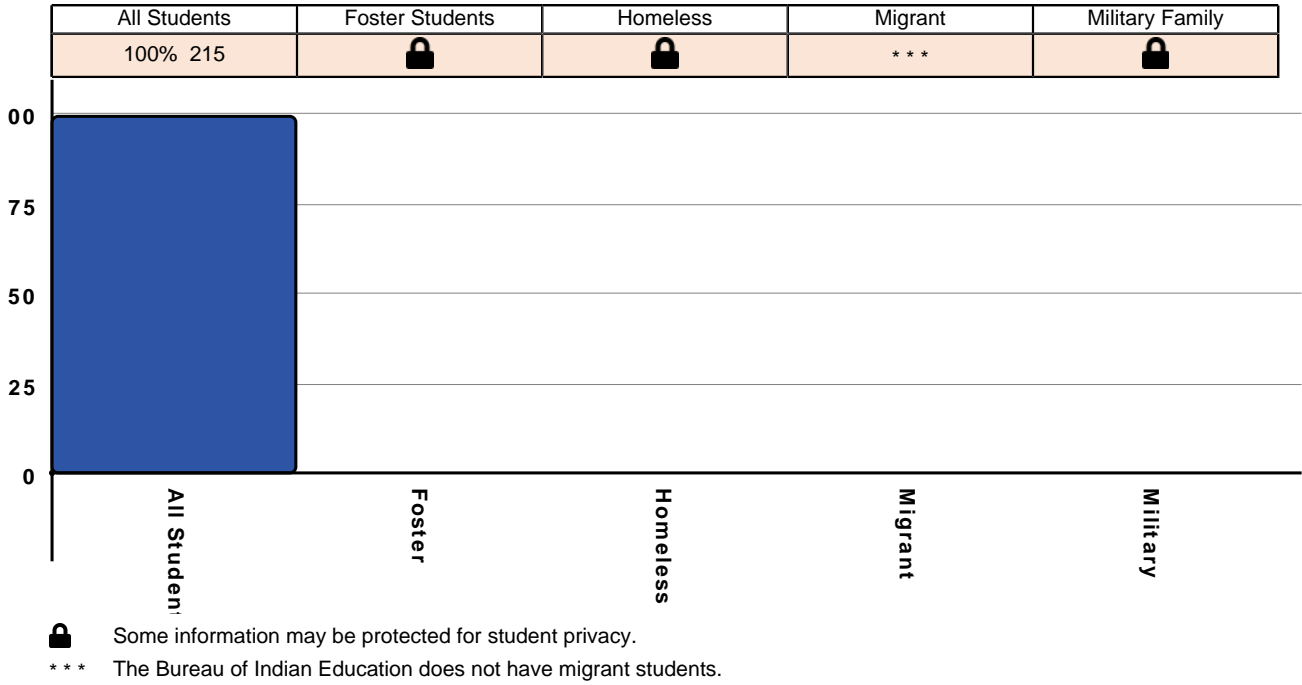 All Students Foster Students Homeless Migrant Military Family
100% 215 * * *
00
75
50
25
0
All Studen
Foster
Homeless
Migrant
Military
Some information may be protected for student privacy.
* * * The Bureau of Indian Education does not have migrant students.